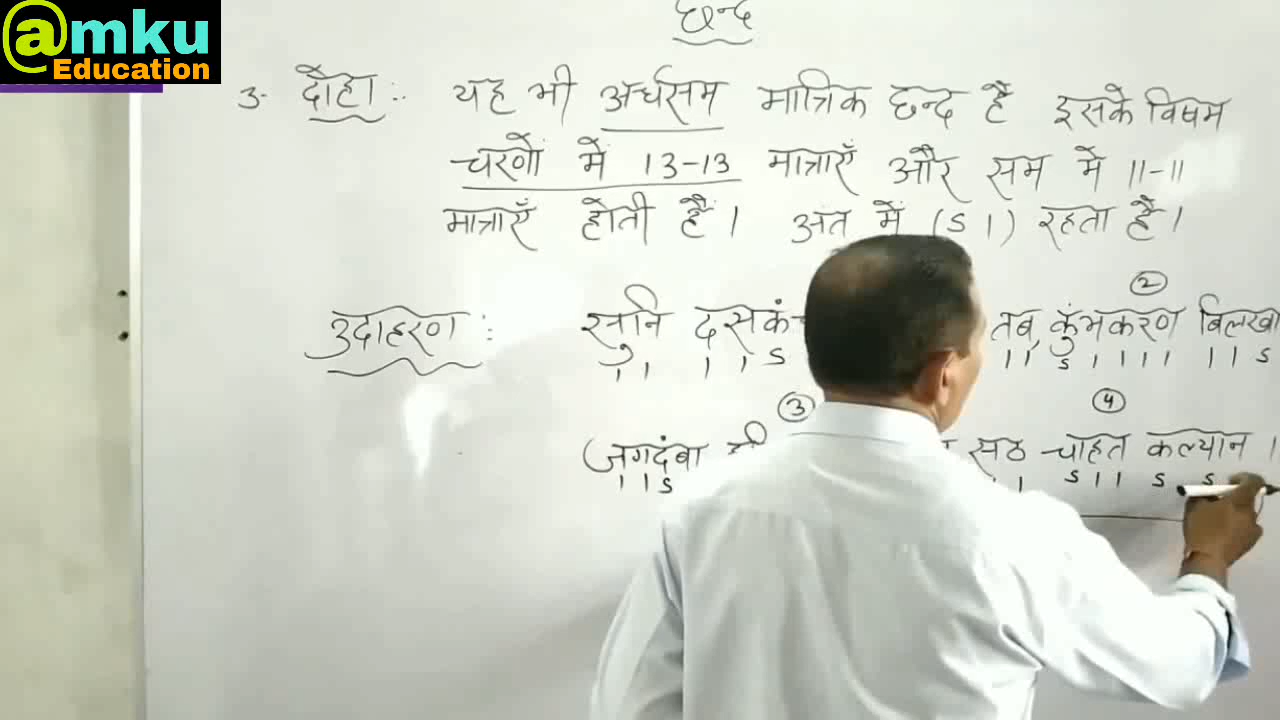 @mku
Education
छन्द
3- दोहा :- यह भी अर्धसम मात्रिक छन्द है इसके विषम
चरणों में 13-13 मात्राएँ और सम में 11-11
मात्राएँ होती हैं। अंत में (S I) रहता है।
②
उदाहरण : सुनि दसकं तब कुंभकरण बिलखा
I I I I S I I S I I I I I I S
③ ④
जगदंबा सठ चाहत कल्यान ।
I I S I S I I S S